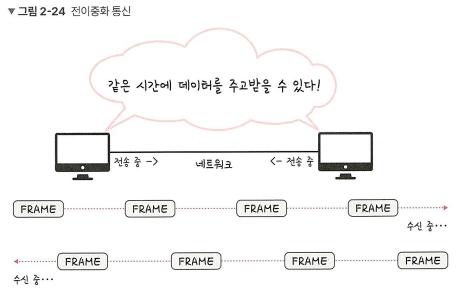 ▼ 그림 2-24 전이중화 통신
같은 시간에 데이터를 주고받을 수 있다!
전송 중 -> 네트워크 <- 전송 중
FRAME FRAME FRAME FRAME
수신 중···
FRAME FRAME FRAME FRAME
수신 중···